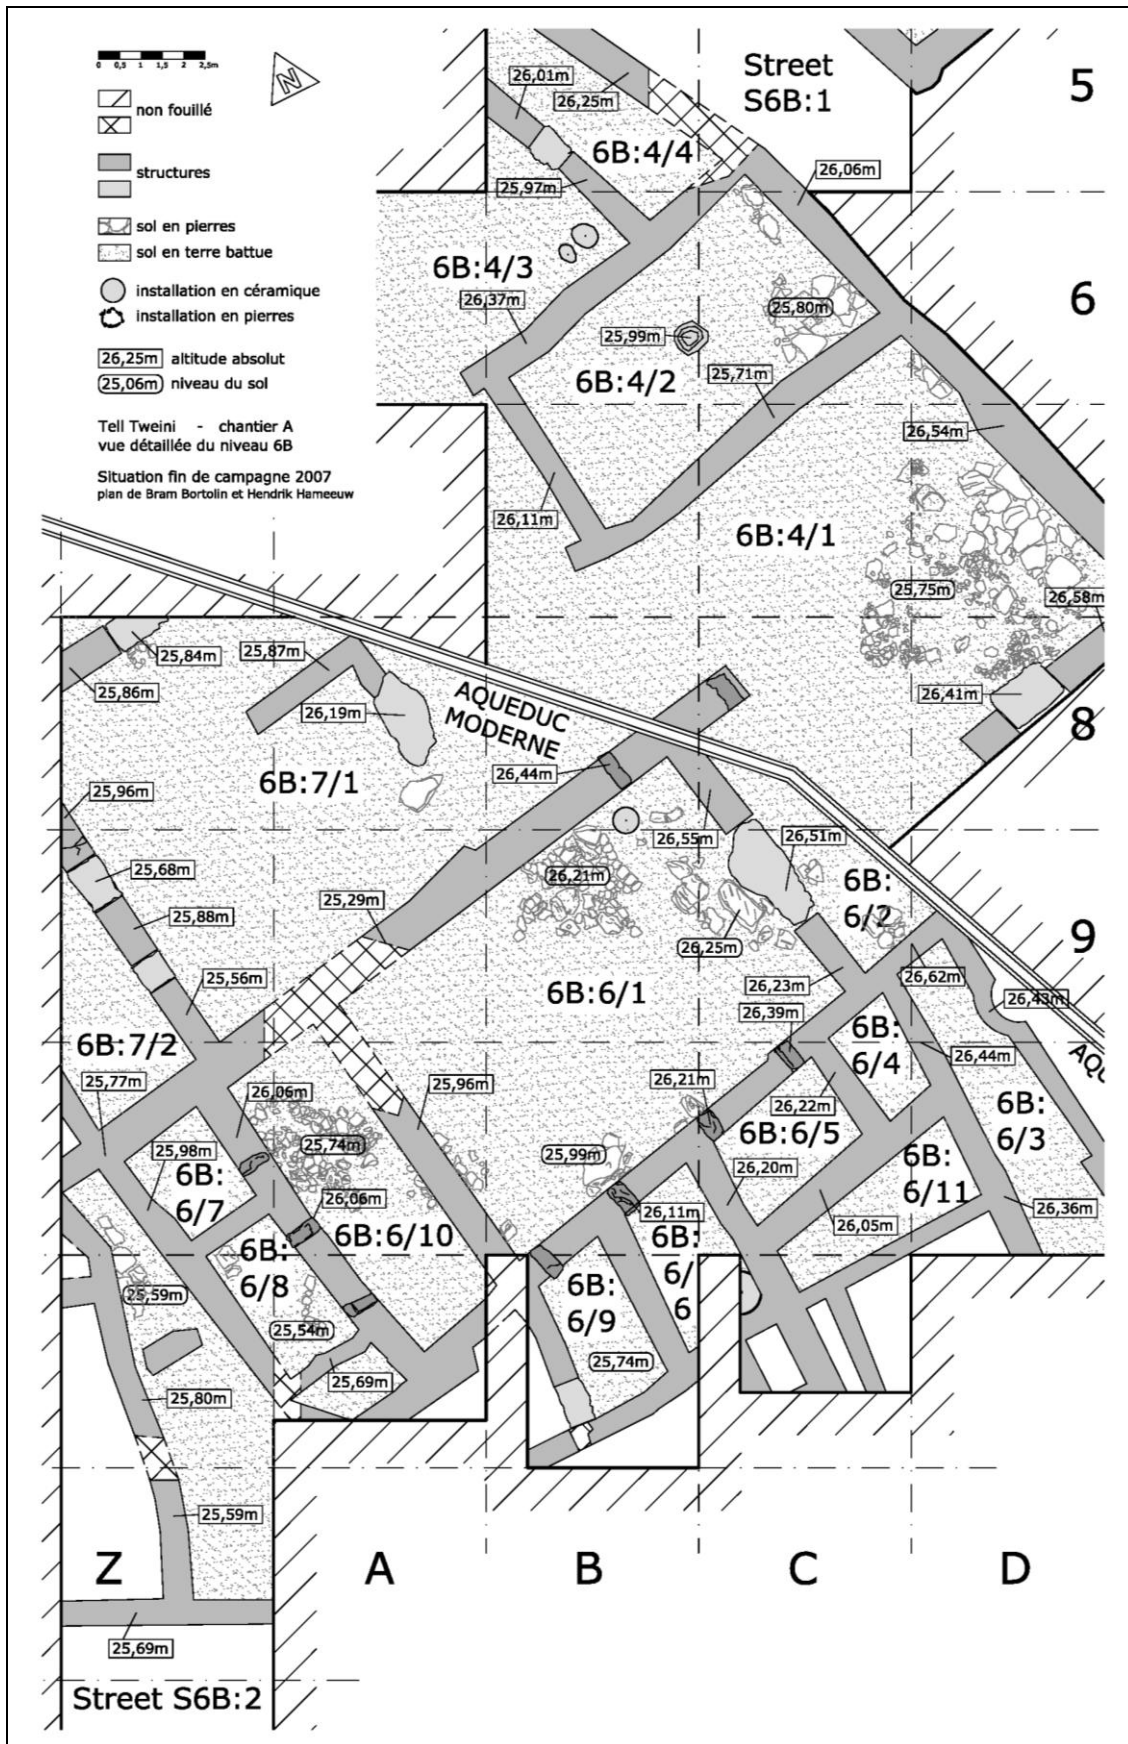 0 0,5 1 1,5 2 2,5m
N
non fouillé
structures
sol en pierres
sol en terre battue
installation en céramique
installation en pierres
26,25m altitude absolut
25,06m niveau du sol
Tell Tweini - chantier A
vue détaillée du niveau 6B
Situation fin de campagne 2007
plan de Bram Bortolin et Hendrik Hameeuw
Street
S6B:1
5
26,01m
26,25m
6B:4/4
26,06m
25,97m
6B:4/3
26,37m
6
25,80m
25,99m
6B:4/2
25,71m
26,54m
26,11m
6B:4/1
25,75m
26,58m
25,84m
25,87m
25,86m
26,19m
AQUEDUC
MODERNE
26,41m
8
6B:7/1
26,44m
25,96m
26,55m
26,51m
25,68m
26,21m
6B:
6/2
25,88m
25,29m
26,25m
9
25,56m
6B:6/1
26,23m
26,62m
26,43m
26,39m
6B:7/2
6B:
6/4
26,44m
AQU
25,77m
26,06m
25,96m
26,21m
26,22m
6B:
6/3
25,98m
25,74m
6B:6/5
6B:
6/7
25,99m
26,20m
6B:
6/11
26,06m
26,11m
26,05m
26,36m
6B:6/10
6B:
6/8
6B:
6/
6
25,59m
6B:
6/9
25,54m
25,74m
25,69m
25,80m
25,59m
Z A B C D
25,69m
Street S6B:2